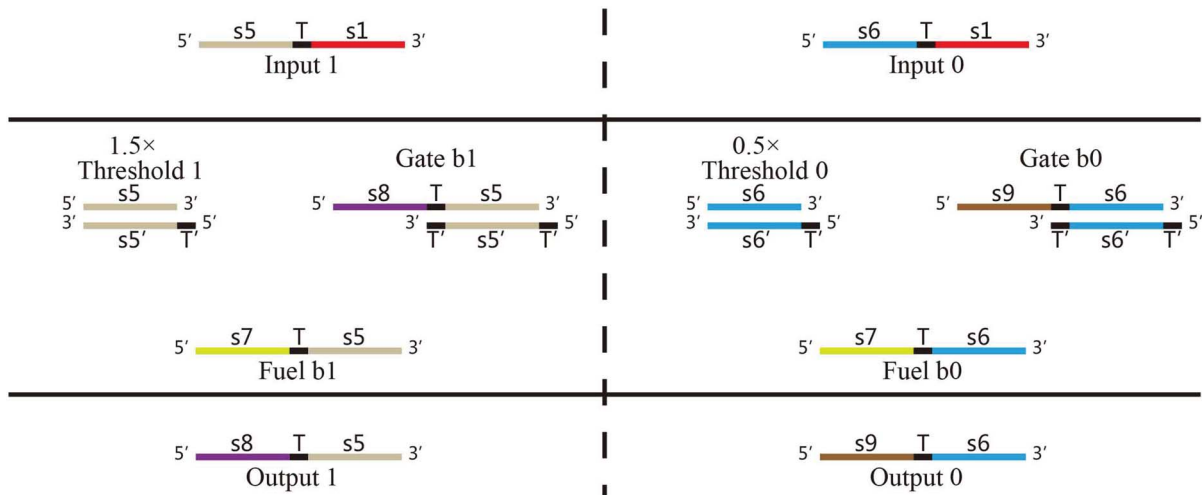 5′ s5 T s1 3′
Input 1
5′ s6 T s1 3′
Input 0
1.5×
Threshold 1
5′ s5 3′
3′ s5′ T′ 5′
Gate b1
5′ s8 T s5 3′
3′ T′ s5′ T′ 5′
0.5×
Threshold 0
5′ s6 3′
3′ s6′ T′ 5′
Gate b0
5′ s9 T s6 3′
3′ T′ s6′ T′ 5′
5′ s7 T s5 3′
Fuel b1
5′ s7 T s6 3′
Fuel b0
5′ s8 T s5 3′
Output 1
5′ s9 T s6 3′
Output 0